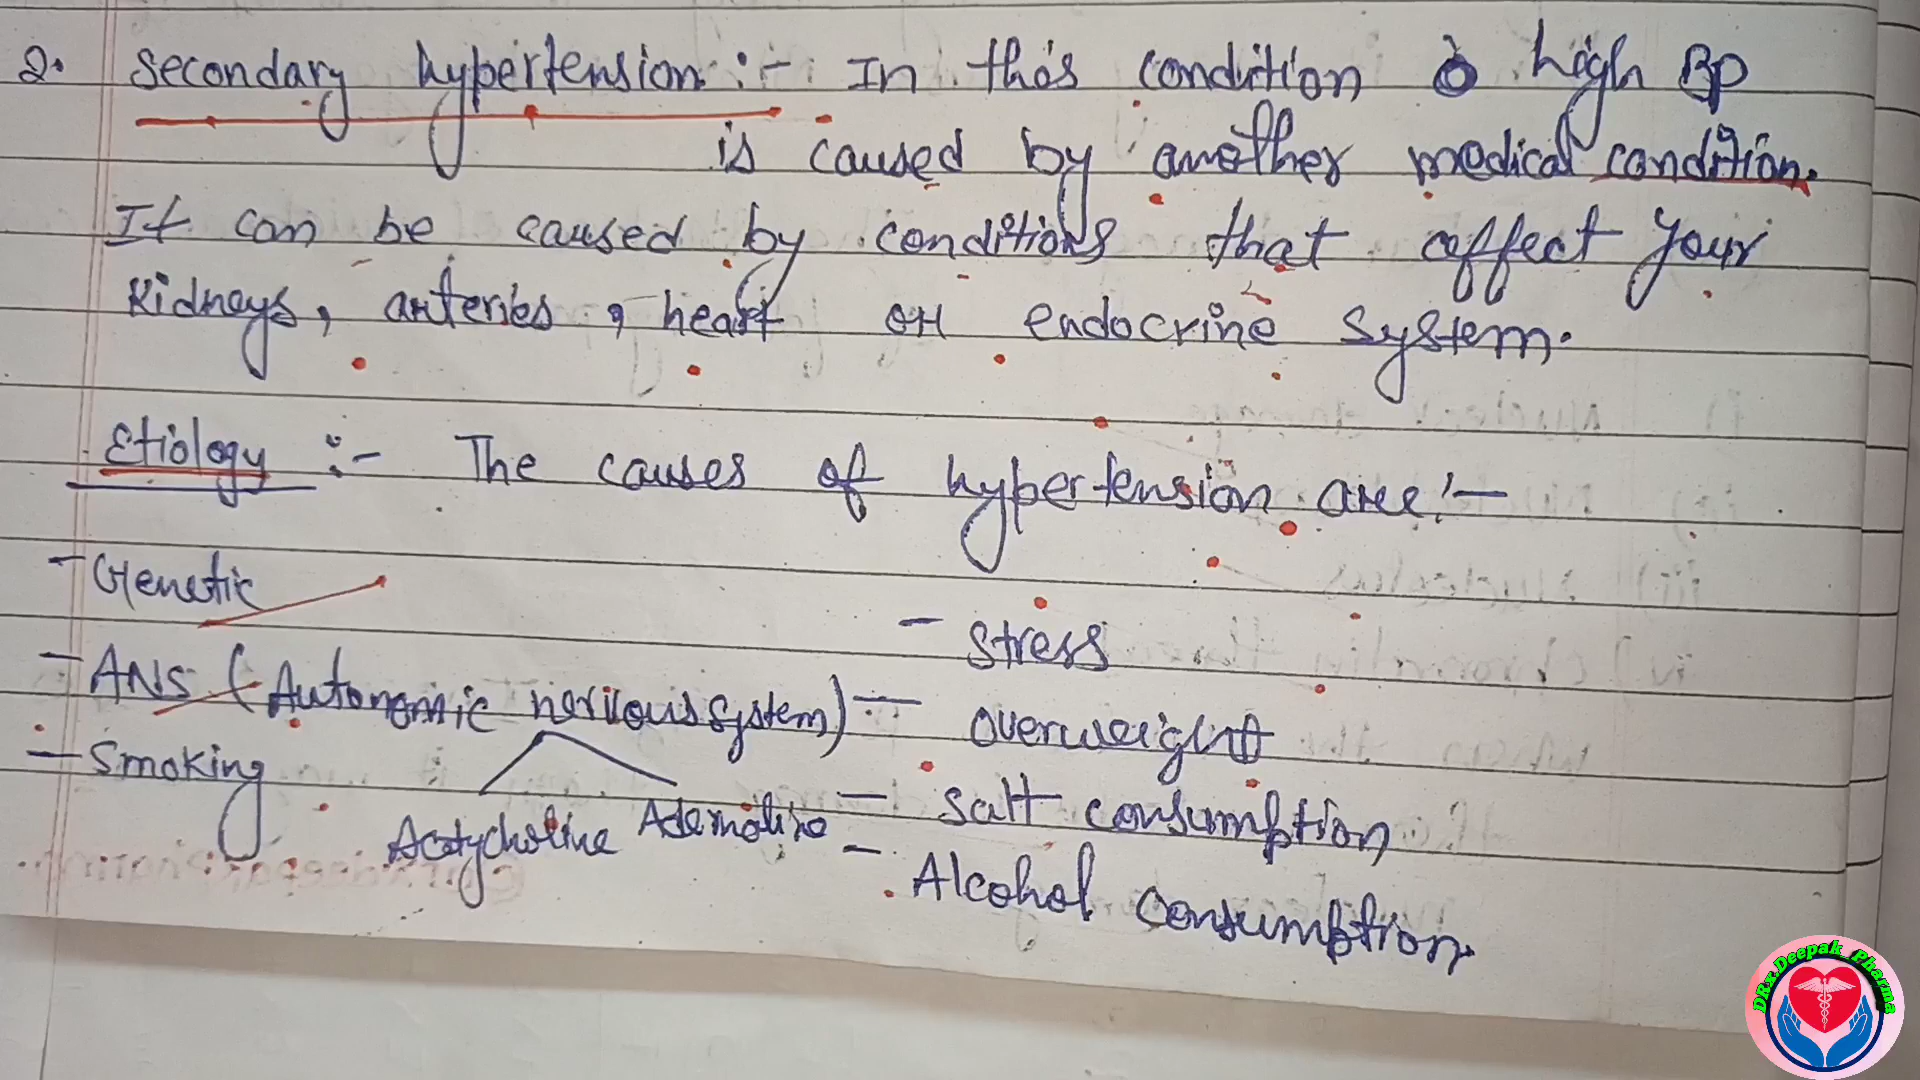 2. Secondary hypertension :- In this condition high BP
is caused by another medical condition.
It can be caused by conditions that affect your
Kidneys, arteries, heart or endocrine system.
Etiology :- The causes of hypertension are :-
- Genetic
- Stress
- ANS (Autonomic nervous system)
- overweight
- Smoking
Acetycholine Adernaline
- Salt consumption
- Alcohol consumption.
DRx.Deepak_Pharma